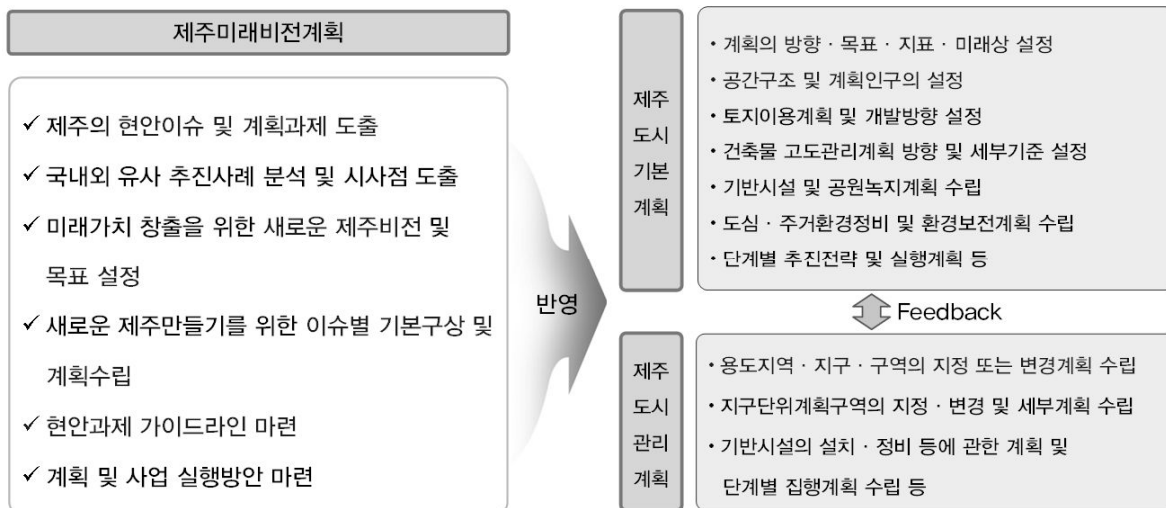 제주미래비전계획
✓ 제주의 현안이슈 및 계획과제 도출
✓ 국내외 유사 추진사례 분석 및 시사점 도출
✓ 미래가치 창출을 위한 새로운 제주비전 및
목표 설정
✓ 새로운 제주만들기를 위한 이슈별 기본구상 및
계획수립
✓ 현안과제 가이드라인 마련
✓ 계획 및 사업 실행방안 마련
반영
제주
도시
기본
계획
• 계획의 방향 · 목표 · 지표 · 미래상 설정
• 공간구조 및 계획인구의 설정
• 토지이용계획 및 개발방향 설정
• 건축물 고도관리계획 방향 및 세부기준 설정
• 기반시설 및 공원녹지계획 수립
• 도심 · 주거환경정비 및 환경보전계획 수립
• 단계별 추진전략 및 실행계획 등
Feedback
제주
도시
관리
계획
• 용도지역 · 지구 · 구역의 지정 또는 변경계획 수립
• 지구단위계획구역의 지정 · 변경 및 세부계획 수립
• 기반시설의 설치 · 정비 등에 관한 계획 및
단계별 집행계획 수립 등